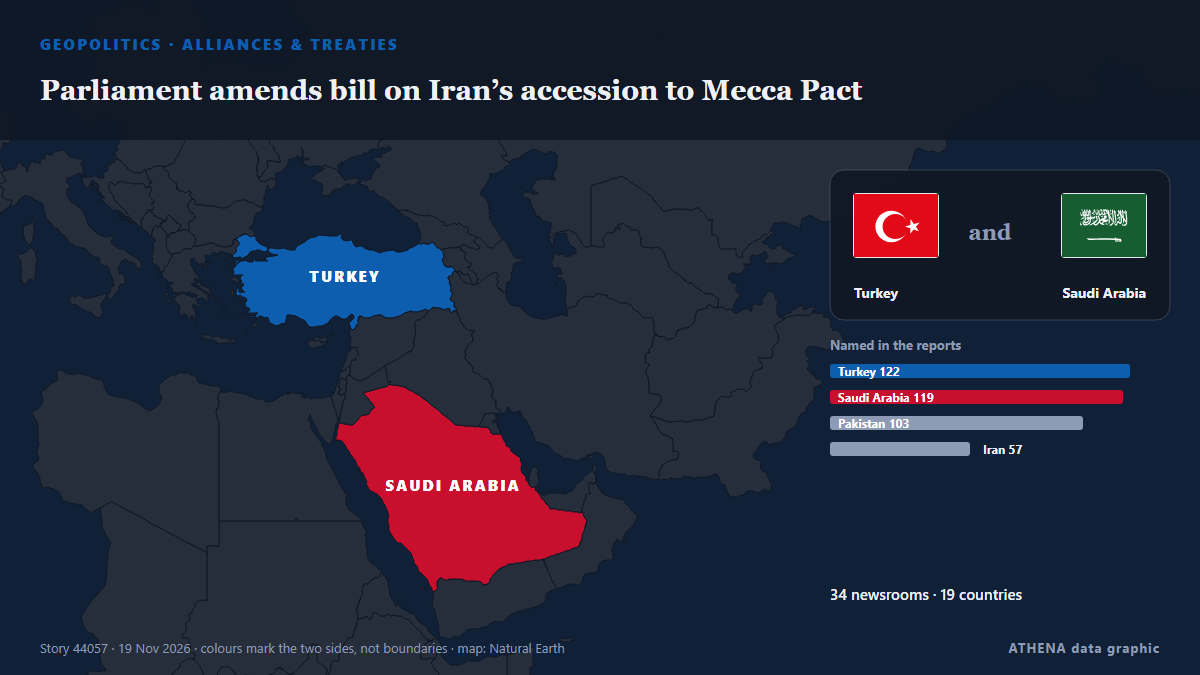 GEOPOLITICS · ALLIANCES & TREATIES
Parliament amends bill on Iran’s accession to Mecca Pact
TURKEY
SAUDI ARABIA
and
Turkey
Saudi Arabia
Named in the reports
Turkey 122
Saudi Arabia 119
Pakistan 103
Iran 57
34 newsrooms · 19 countries
Story 44057 · 19 Nov 2026 · colours mark the two sides, not boundaries · map: Natural Earth
ATHENA data graphic